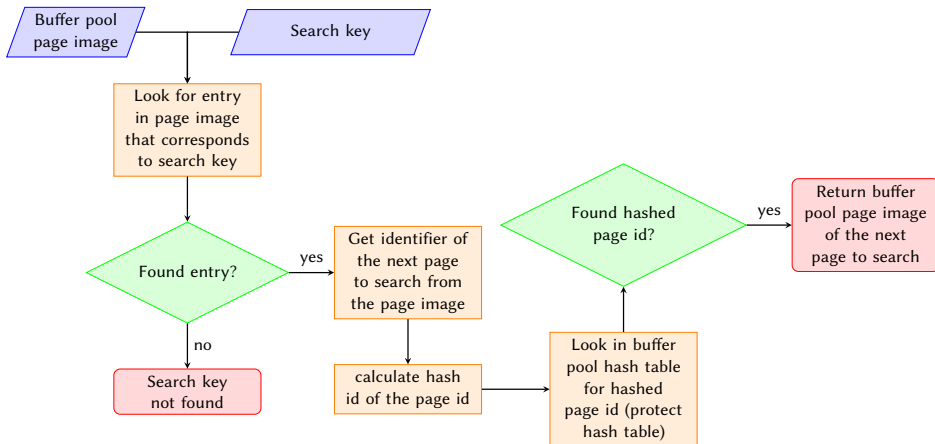 Buffer pool
page image
Search key
Look for entry
in page image
that corresponds
to search key
Found entry?
yes
no
Search key
not found
Get identifier of
the next page
to search from
the page image
calculate hash
id of the page id
Look in buffer
pool hash table
for hashed
page id (protect
hash table)
Found hashed
page id?
yes
Return buffer
pool page image
of the next
page to search